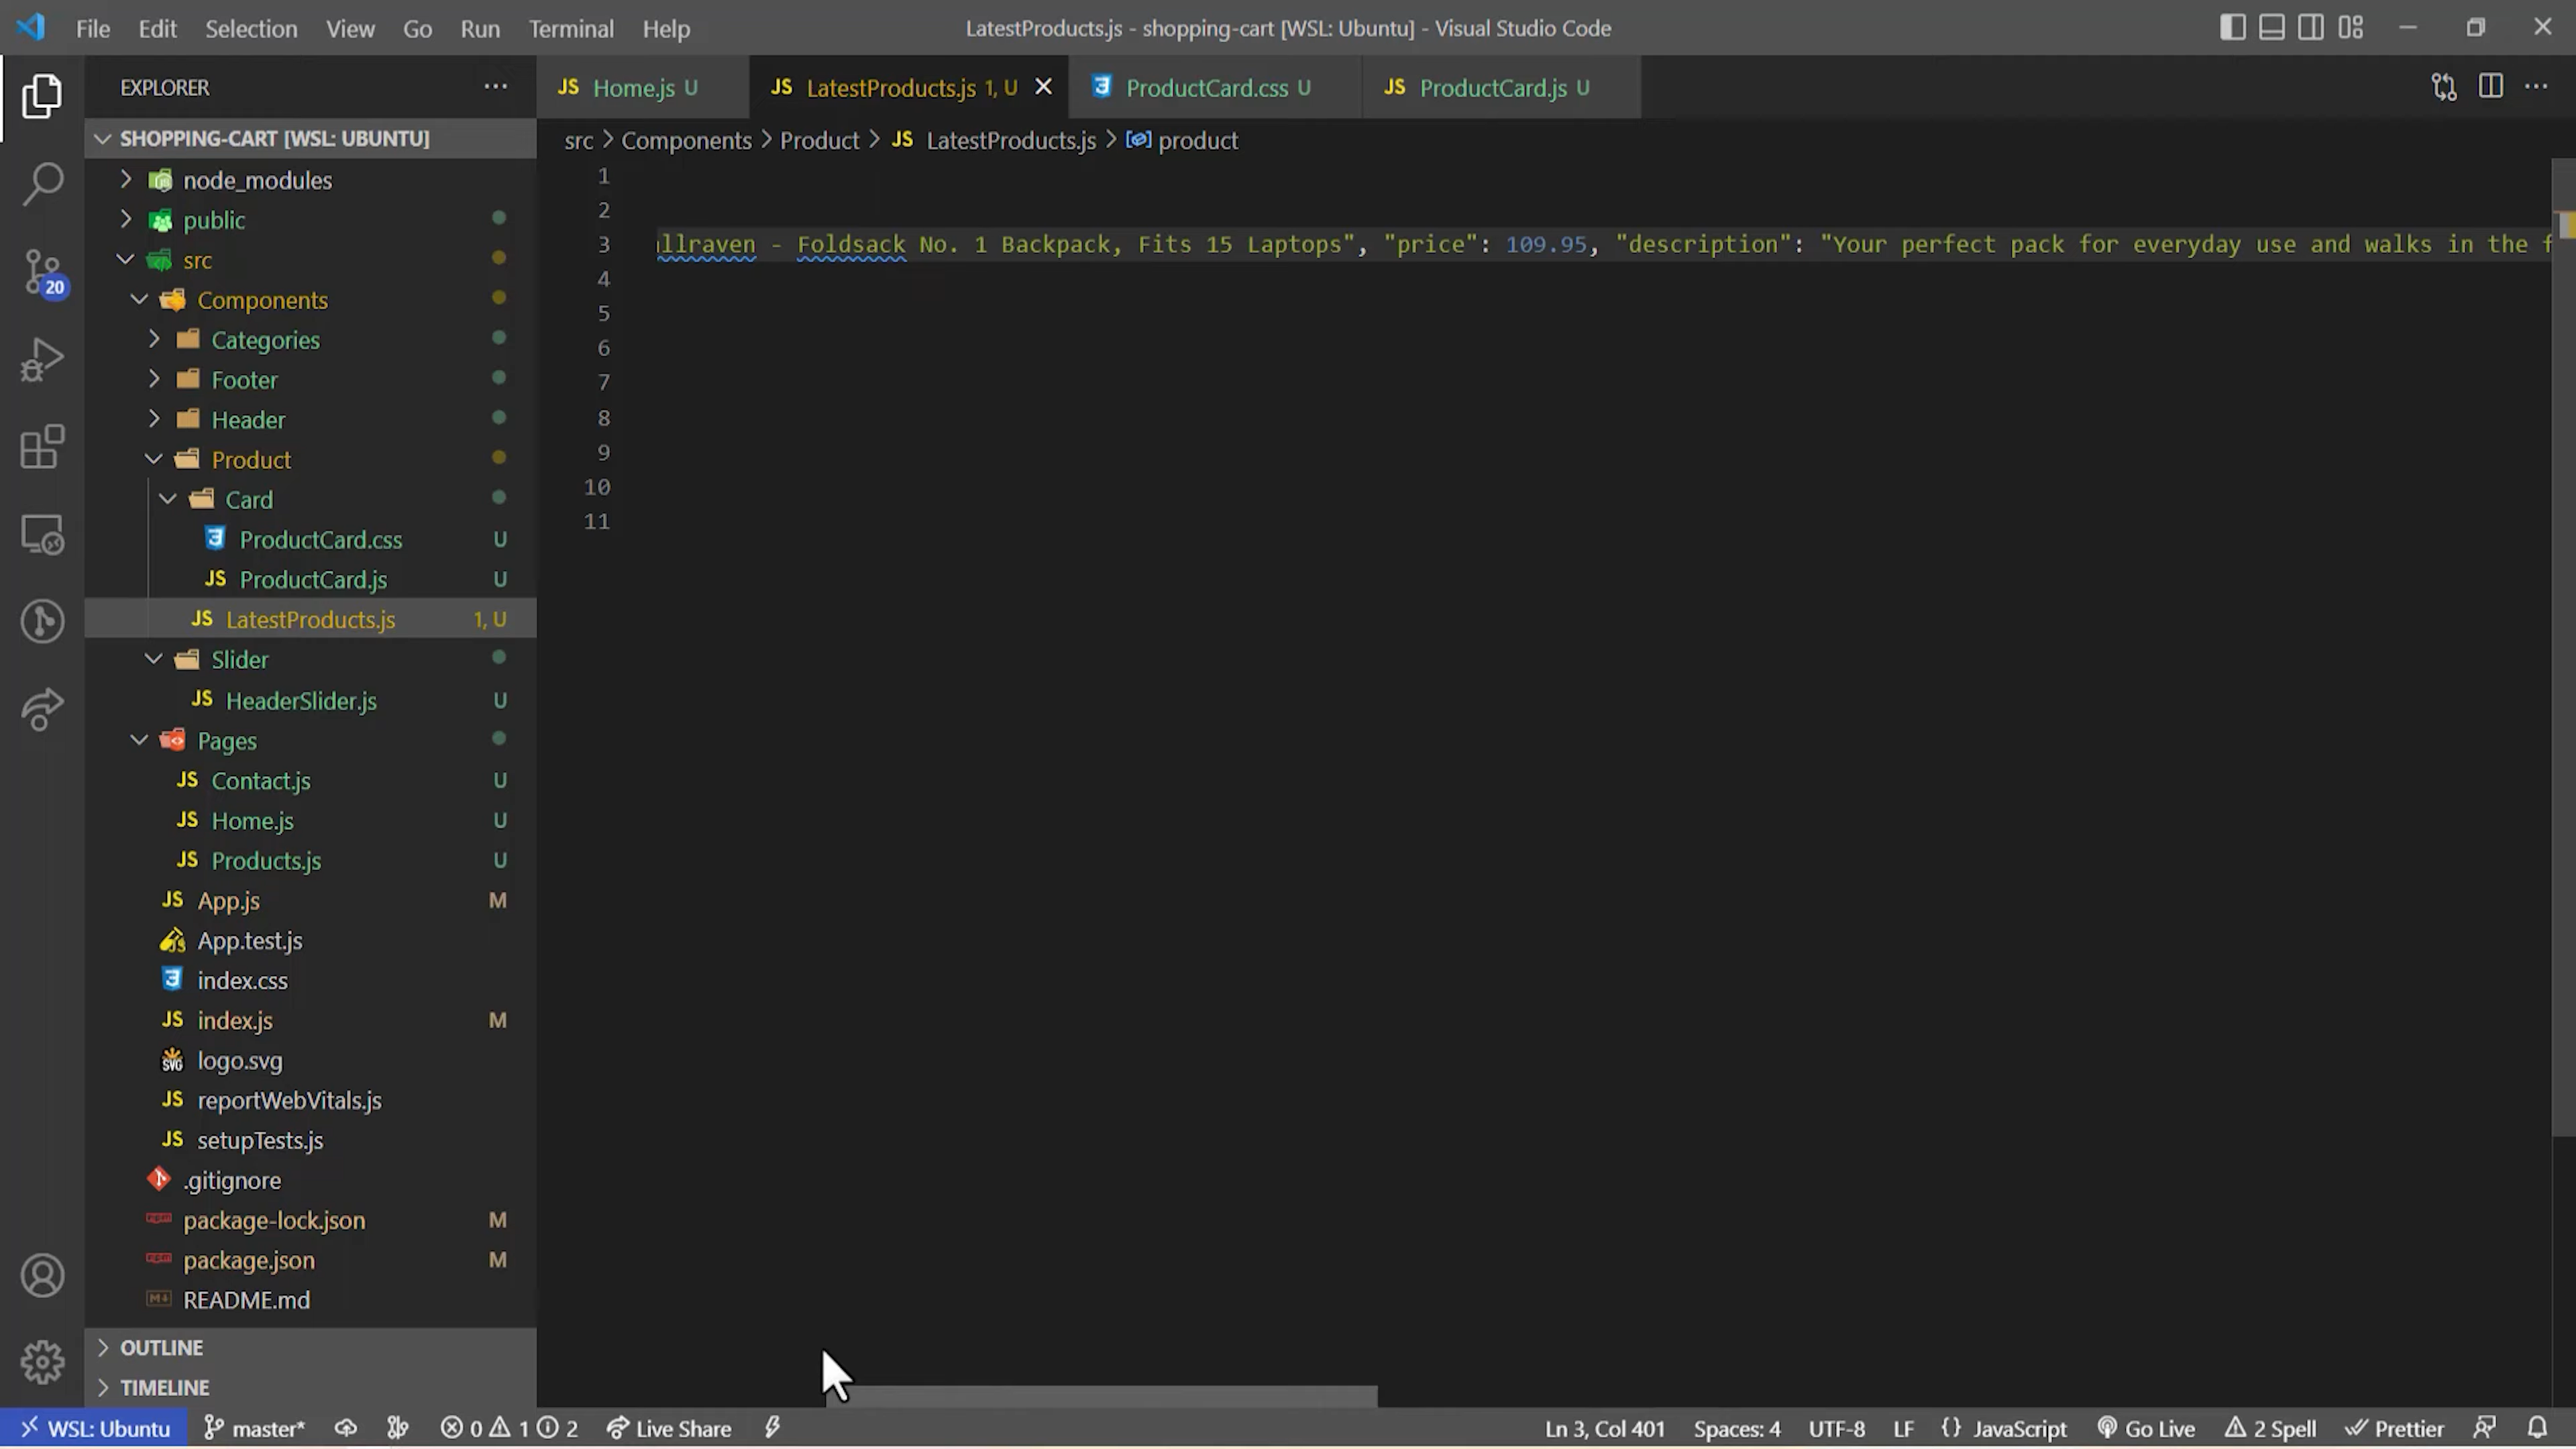 File Edit Selection View Go Run Terminal Help
LatestProducts.js - shopping-cart [WSL: Ubuntu] - Visual Studio Code
EXPLORER
Home.js U
LatestProducts.js 1, U
ProductCard.css U
ProductCard.js U
SHOPPING-CART [WSL: UBUNTU]
src > Components > Product > JS LatestProducts.js > product
node_modules
public
src
Components
Categories
Footer
Header
Product
Card
ProductCard.css U
JS ProductCard.js U
JS LatestProducts.js 1, U
Slider
JS HeaderSlider.js U
Pages
JS Contact.js U
JS Home.js U
JS Products.js U
JS App.js M
App.test.js
index.css
JS index.js M
logo.svg
JS reportWebVitals.js
JS setupTests.js
.gitignore
package-lock.json M
package.json M
README.md
OUTLINE
TIMELINE
20
1
2
3 llraven - Foldsack No. 1 Backpack, Fits 15 Laptops", "price": 109.95, "description": "Your perfect pack for everyday use and walks in the f
4
5
6
7
8
9
10
11
WSL: Ubuntu master* 0 1 2 Live Share Ln 3, Col 401 Spaces: 4 UTF-8 LF {} JavaScript Go Live 2 Spell Prettier